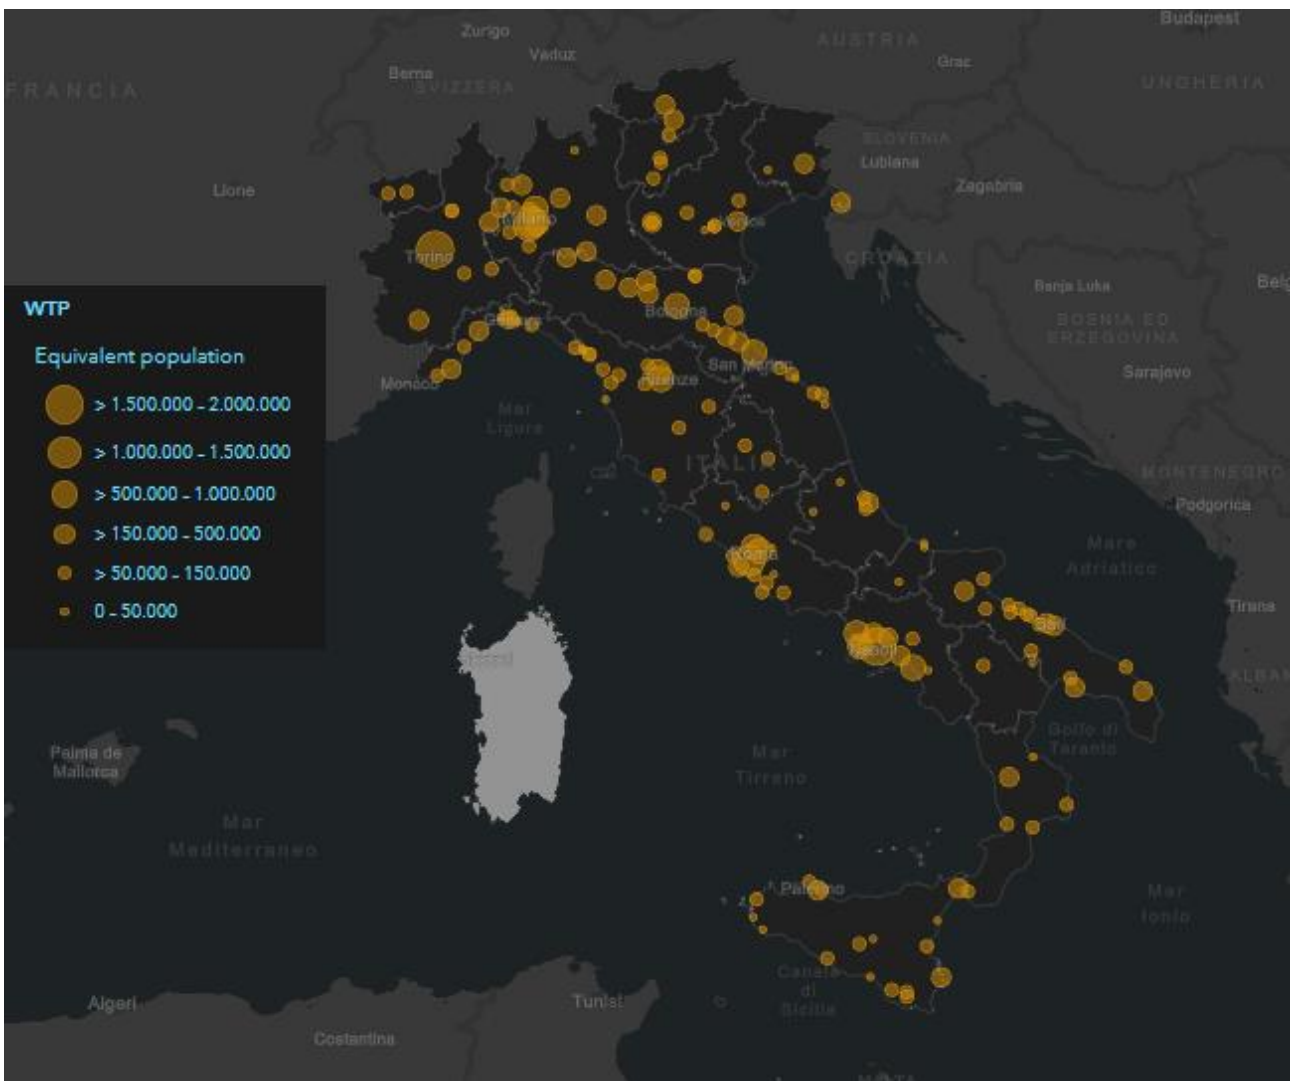 Budapest
Zurigo
Vaduz
AUSTRIA
Graz
Berna
SVIZZERA
UNGHERIA
FRANCIA
SLOVENIA
Lubiana
Lione
Zagabria
Milano
Torino
CROAZIA
Banja Luka
BOSNIA ED
ERZEGOVINA
Bologna
Genova
San Marino
Sarajevo
Monaco
Firenze
Mar
Ligure
ITALIA
MONTENEGRO
Podgorica
Roma
Mare
Adriatico
Tirana
Bari
Napoli
Golfo di
Taranto
Palma de
Mallorca
Mar
Tirreno
Mar
Mediterraneo
Palermo
Mar
Ionio
Canale
di
Sicilia
Algeri
Tunisi
Costantina
WTP
Equivalent population
> 1.500.000 - 2.000.000
> 1.000.000 - 1.500.000
> 500.000 - 1.000.000
> 150.000 - 500.000
> 50.000 - 150.000
0 - 50.000